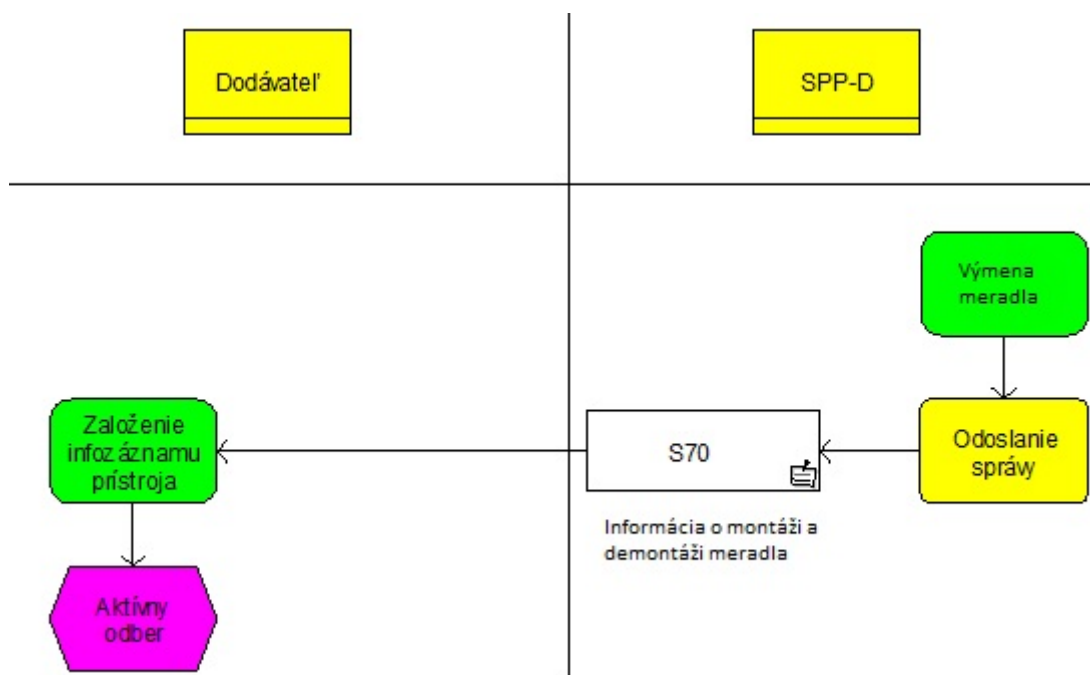 Dodávateľ
SPP-D
Výmena
meradla
Založenie
infozáznamu
prístroja
S70
Odoslanie
správy
Informácia o montáži a
demontáži meradla
Aktívny
odber